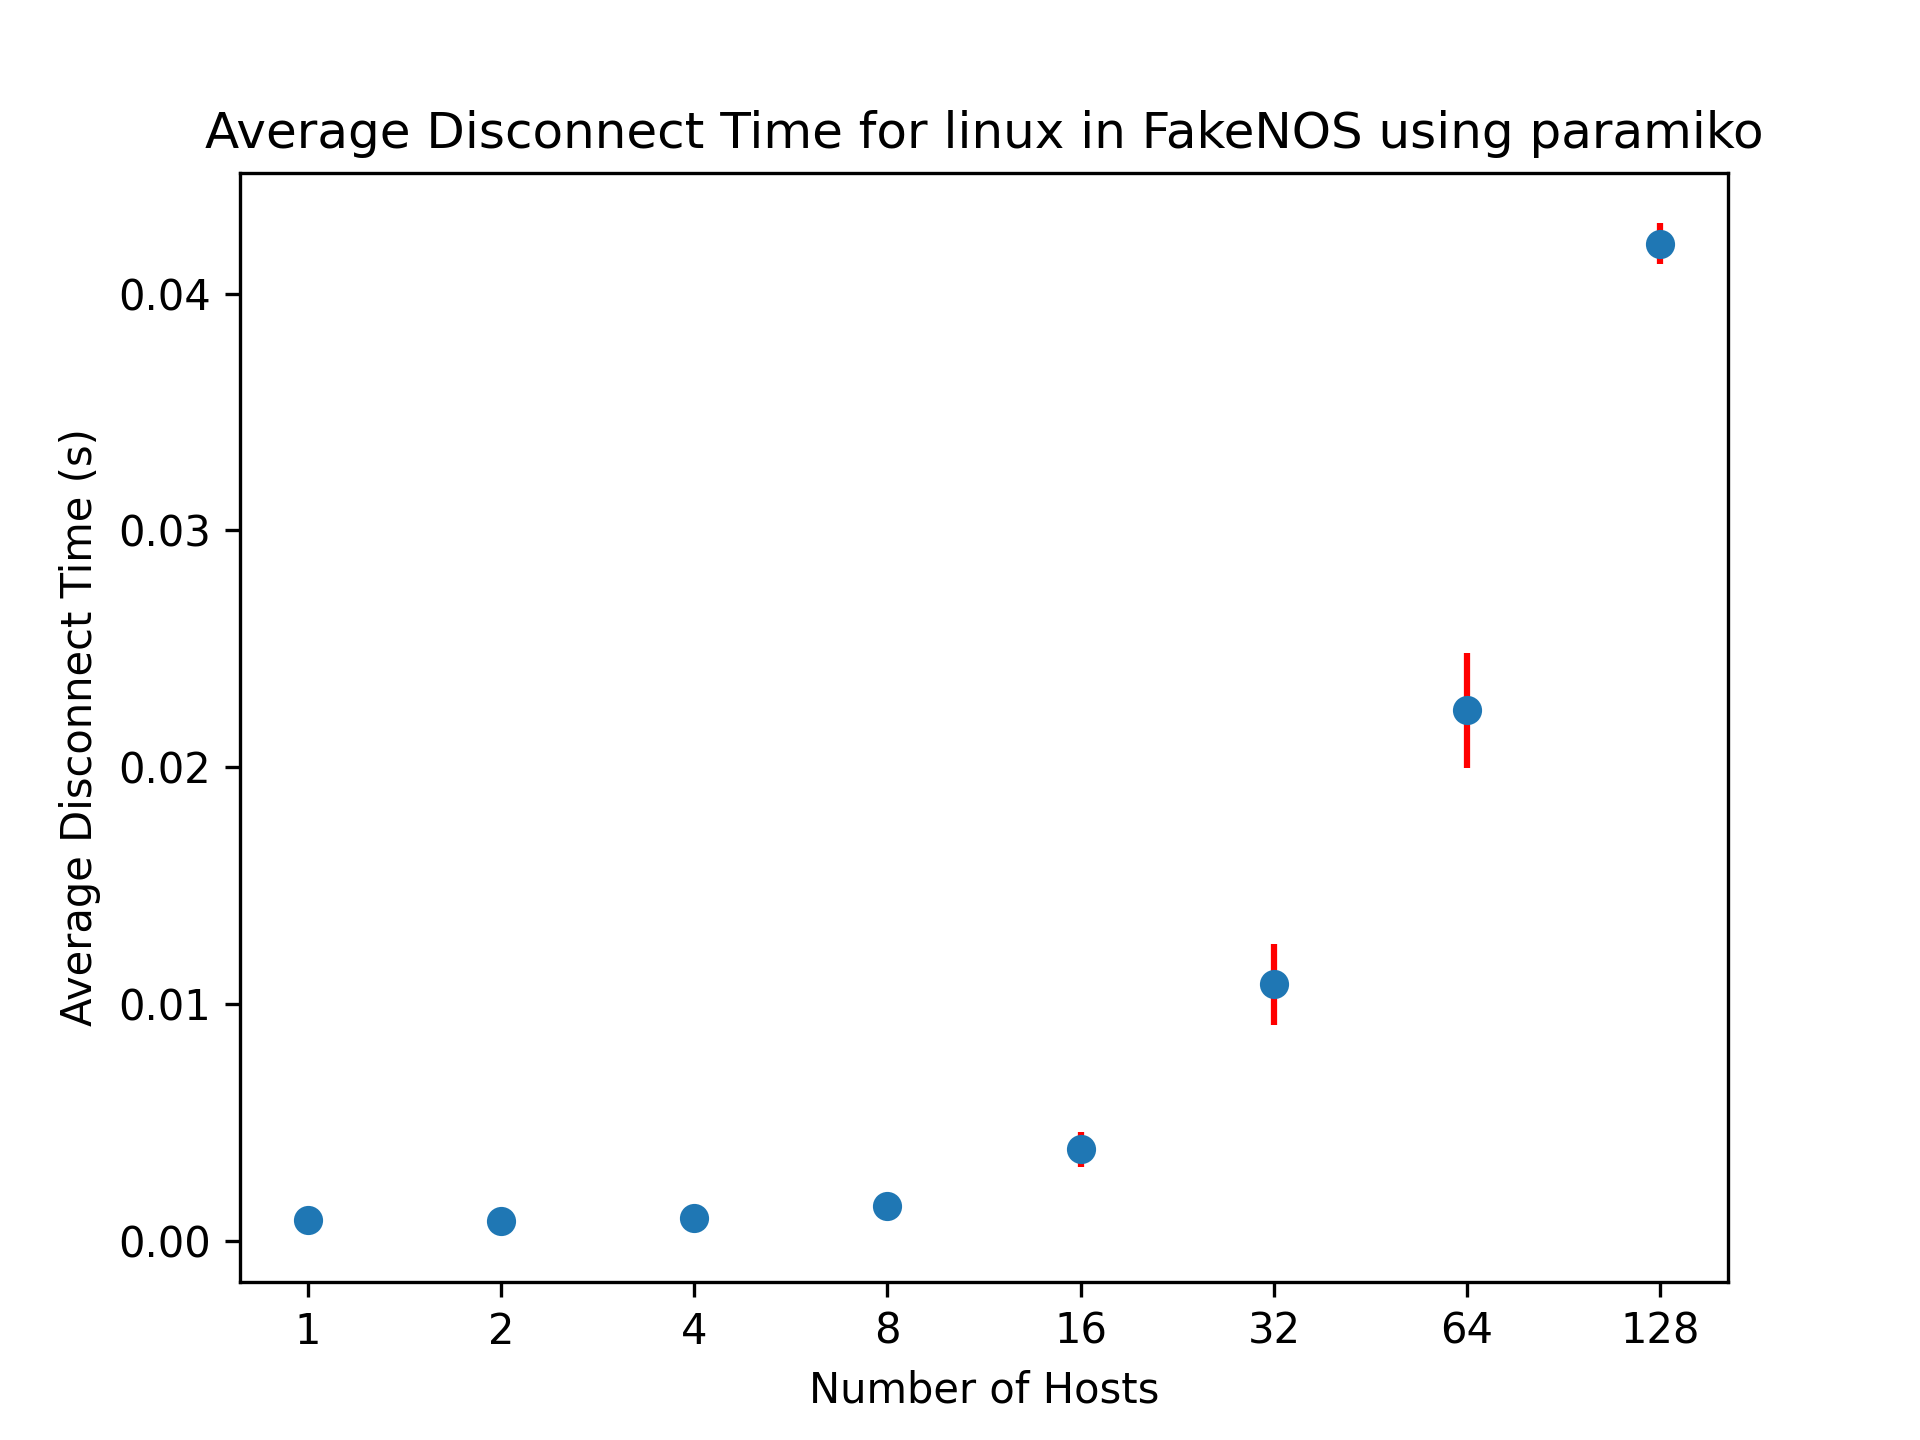 Average Disconnect Time for linux in FakeNOS using paramiko
Average Disconnect Time (s)
0.04
0.03
0.02
0.01
0.00
1 2 4 8 16 32 64 128
Number of Hosts